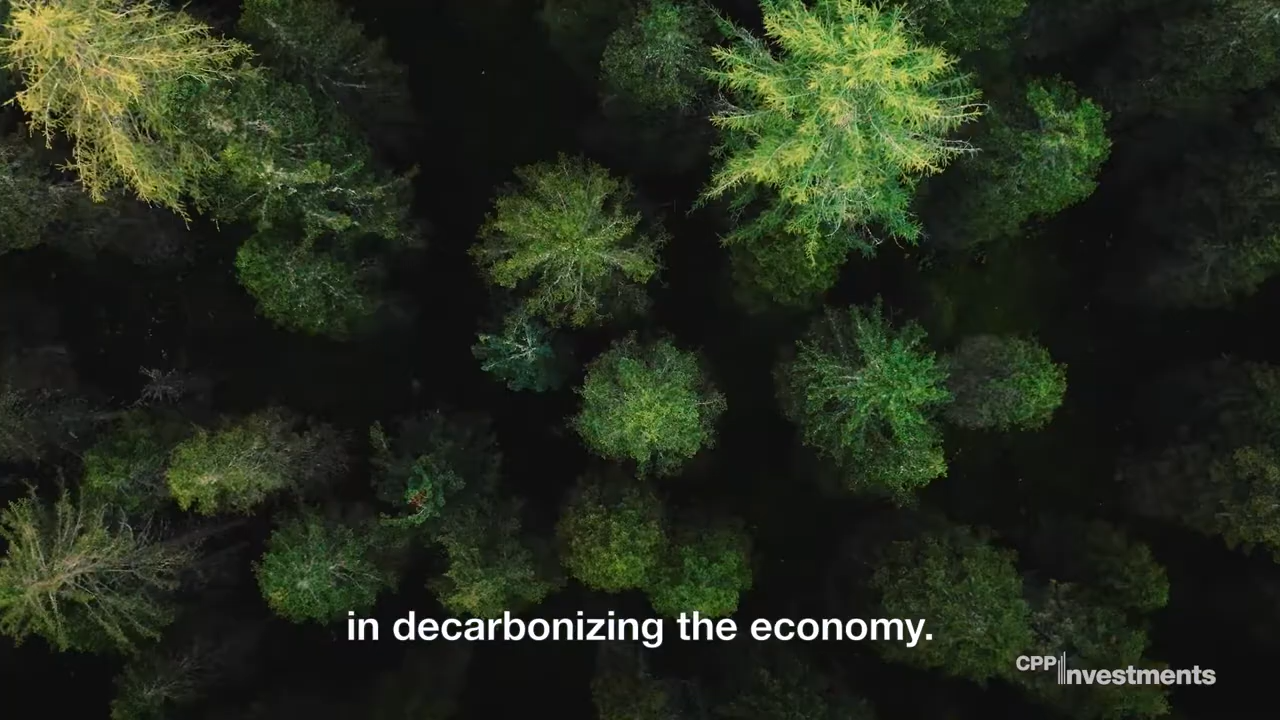 in decarbonizing the economy.
CPP Investments